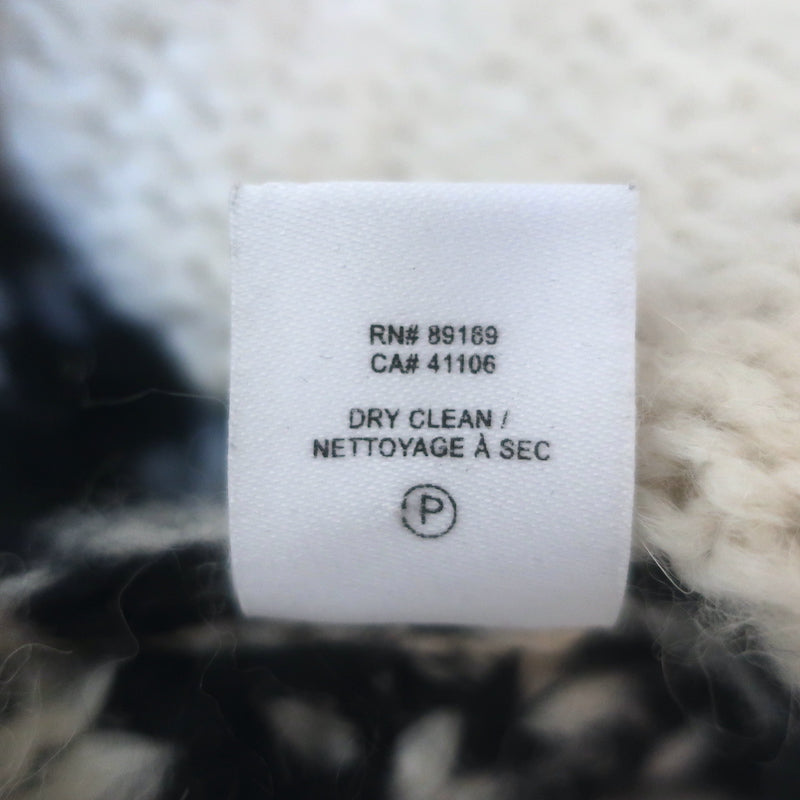 RN# 89189
CA# 41106
DRY CLEAN /
NETTOYAGE À SEC
P